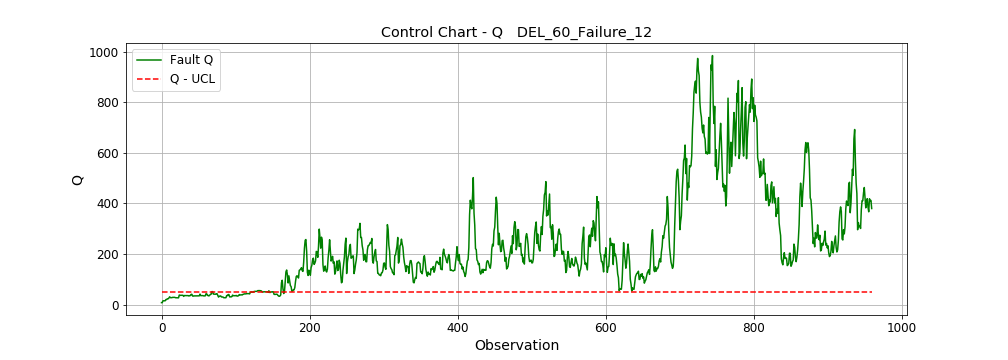 Control Chart - Q   DEL_60_Failure_12
Fault Q
Q - UCL
1000
800
600
400
200
0
Q
0 200 400 600 800 1000
Observation